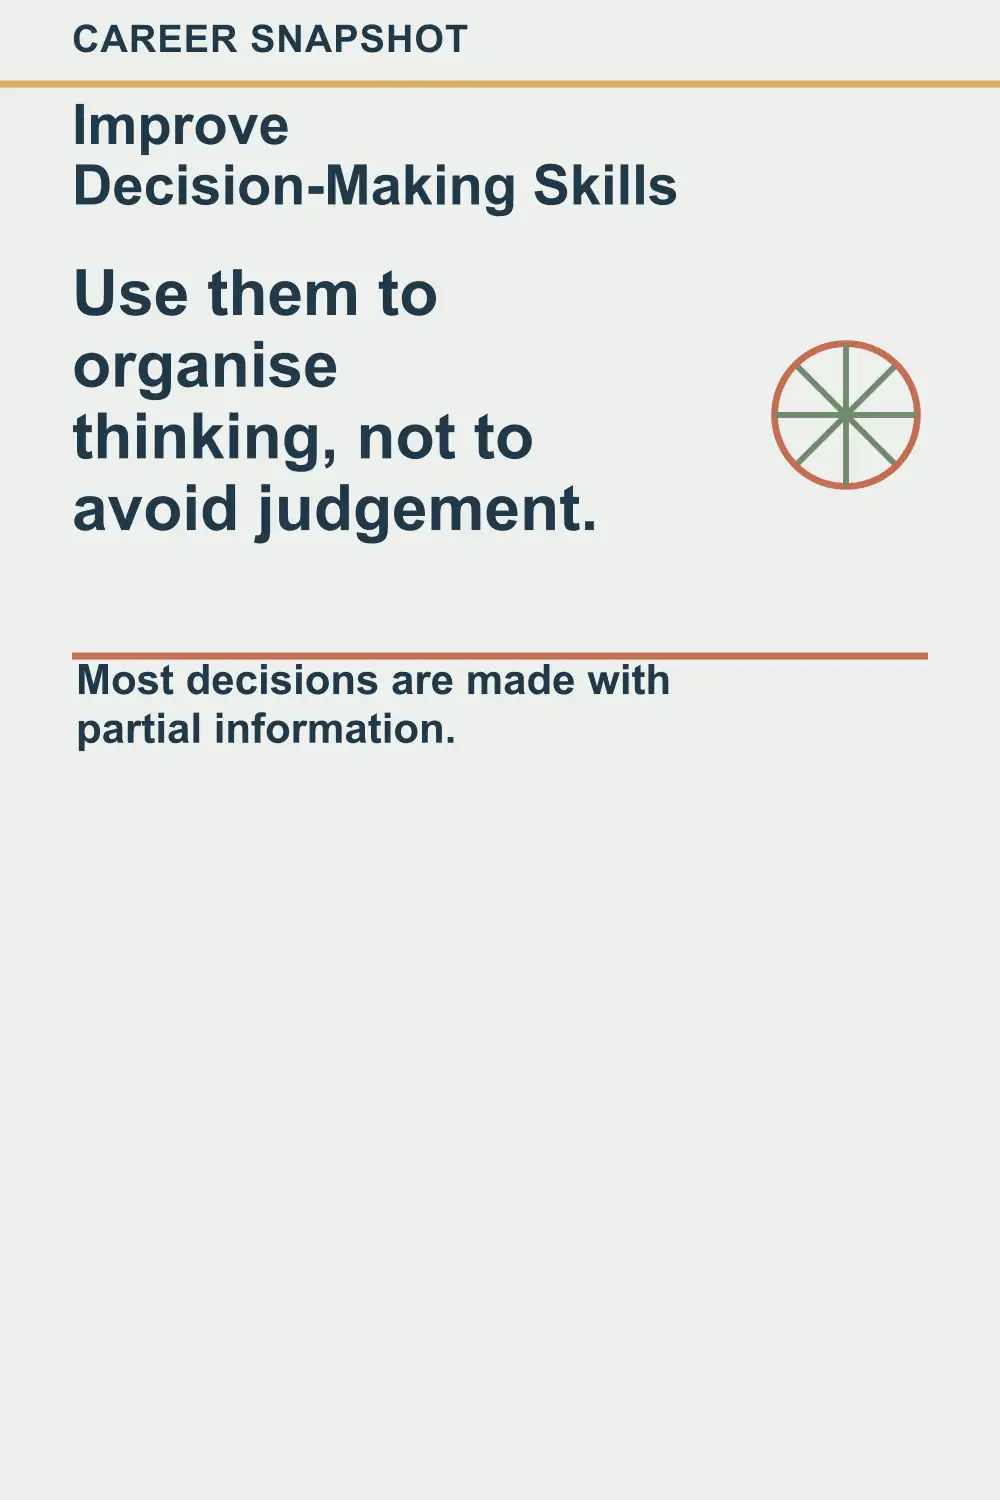 CAREER SNAPSHOT
Improve
Decision-Making Skills
Use them to
organise
thinking, not to
avoid judgement.
Most decisions are made with
partial information.